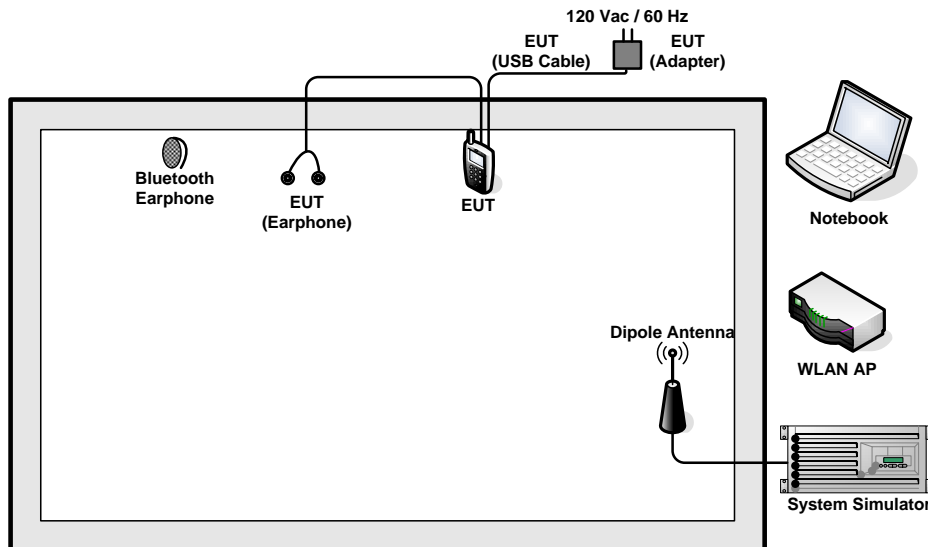 120 Vac / 60 Hz
EUT
(USB Cable)
EUT
(Adapter)
Bluetooth
Earphone
EUT
(Earphone)
EUT
Notebook
Dipole Antenna
WLAN AP
System Simulator